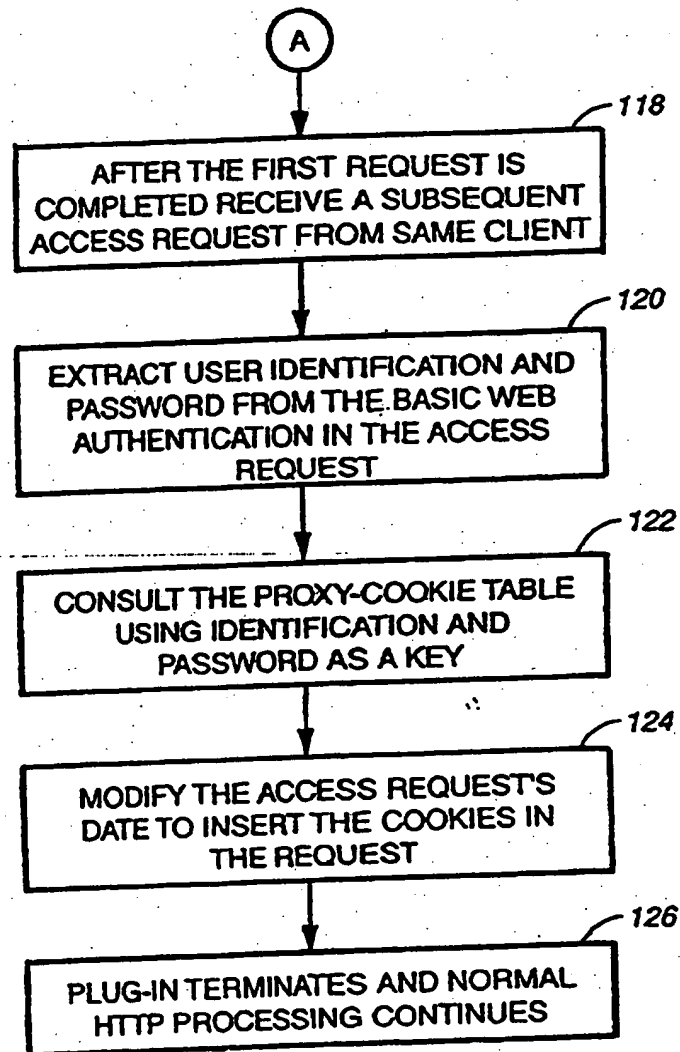 A
118
AFTER THE FIRST REQUEST IS
COMPLETED RECEIVE A SUBSEQUENT
ACCESS REQUEST FROM SAME CLIENT
120
EXTRACT USER IDENTIFICATION AND
PASSWORD FROM THE BASIC WEB
AUTHENTICATION IN THE ACCESS
REQUEST
122
CONSULT THE PROXY-COOKIE TABLE
USING IDENTIFICATION AND
PASSWORD AS A KEY
124
MODIFY THE ACCESS REQUEST'S
DATE TO INSERT THE COOKIES IN
THE REQUEST
126
PLUG-IN TERMINATES AND NORMAL
HTTP PROCESSING CONTINUES